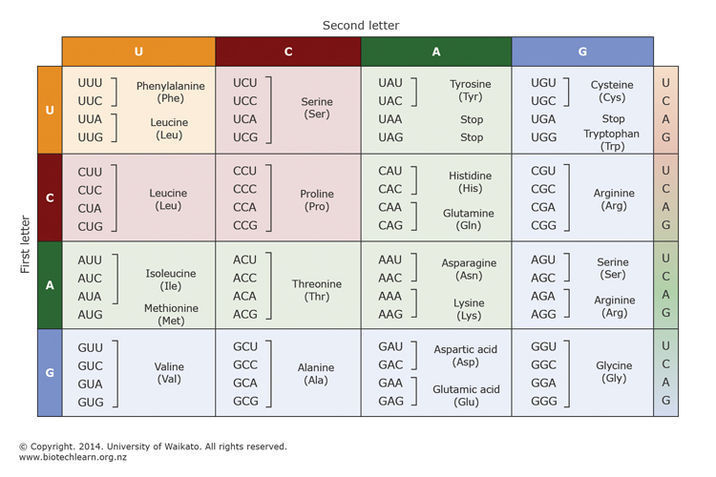 Second letter
U C A G
First letter
U
UUU
UUC
UUA
UUG
Phenylalanine
(Phe)
Leucine
(Leu)
UCU
UCC
UCA
UCG
Serine
(Ser)
UAU
UAC
UAA
UAG
Tyrosine
(Tyr)
Stop
Stop
UGU
UGC
UGA
UGG
Cysteine
(Cys)
Stop
Tryptophan
(Trp)
U
C
A
G
C
CUU
CUC
CUA
CUG
Leucine
(Leu)
CCU
CCC
CCA
CCG
Proline
(Pro)
CAU
CAC
CAA
CAG
Histidine
(His)
Glutamine
(Gln)
CGU
CGC
CGA
CGG
Arginine
(Arg)
U
C
A
G
A
AUU
AUC
AUA
AUG
Isoleucine
(Ile)
Methionine
(Met)
ACU
ACC
ACA
ACG
Threonine
(Thr)
AAU
AAC
AAA
AAG
Asparagine
(Asn)
Lysine
(Lys)
AGU
AGC
AGA
AGG
Serine
(Ser)
Arginine
(Arg)
U
C
A
G
G
GUU
GUC
GUA
GUG
Valine
(Val)
GCU
GCC
GCA
GCG
Alanine
(Ala)
GAU
GAC
GAA
GAG
Aspartic acid
(Asp)
Glutamic acid
(Glu)
GGU
GGC
GGA
GGG
Glycine
(Gly)
U
C
A
G
© Copyright. 2014. University of Waikato. All rights reserved.
www.biotechlearn.org.nz